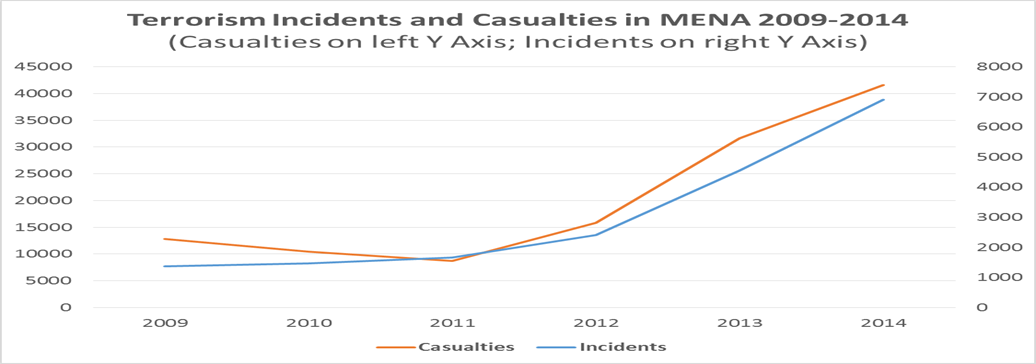 Terrorism Incidents and Casualties in MENA 2009-2014
(Casualties on left Y Axis; Incidents on right Y Axis)
45000 8000
40000 7000
35000 6000
30000 5000
25000 4000
20000 3000
15000 2000
10000 1000
5000 0
0
2009 2010 2011 2012 2013 2014
Casualties Incidents